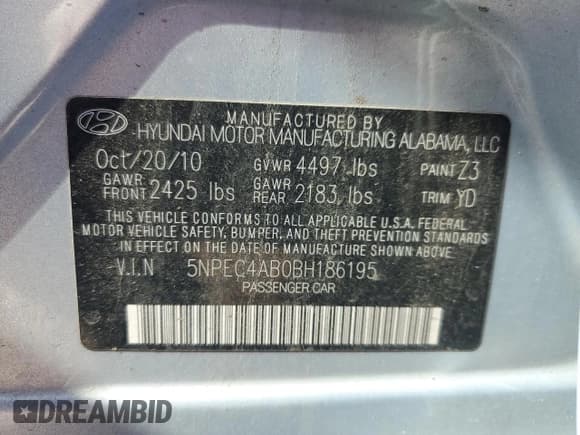 MANUFACTURED BY
HYUNDAI MOTOR MANUFACTURING ALABAMA, LLC
Oct/20/10 GVWR 4497 lbs PAINT Z3
GAWR FRONT 2425 lbs GAWR REAR 2183 lbs TRIM YD
THIS VEHICLE CONFORMS TO ALL APPLICABLE U.S.A. FEDERAL
MOTOR VEHICLE SAFETY, BUMPER, AND THEFT PREVENTION STANDARDS
IN EFFECT ON THE DATE OF MANUFACTURE SHOWN ABOVE.
V.I.N 5NPEC4AB0BH186195
PASSENGER CAR
DREAMBID